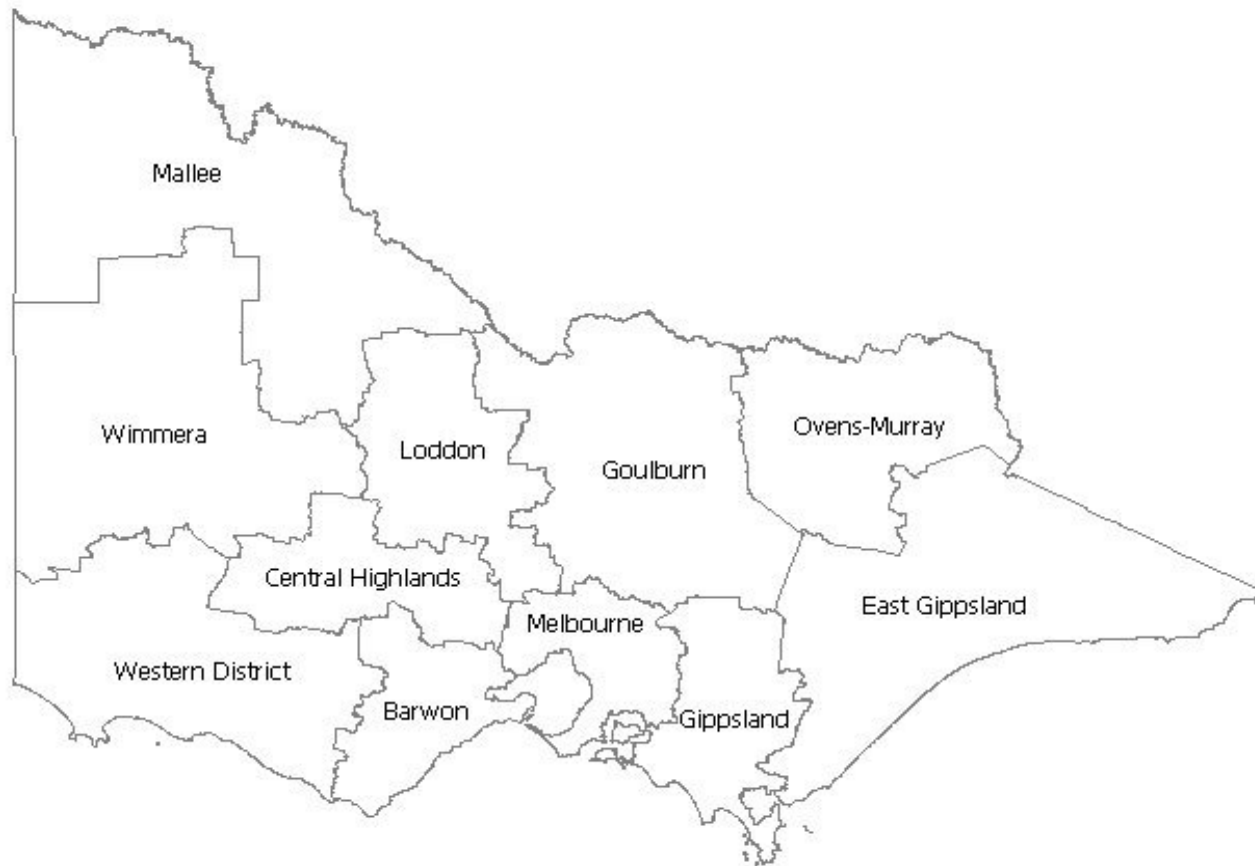 Mallee
Wimmera
Loddon
Goulburn
Ovens-Murray
Central Highlands
Melbourne
East Gippsland
Western District
Barwon
Gippsland